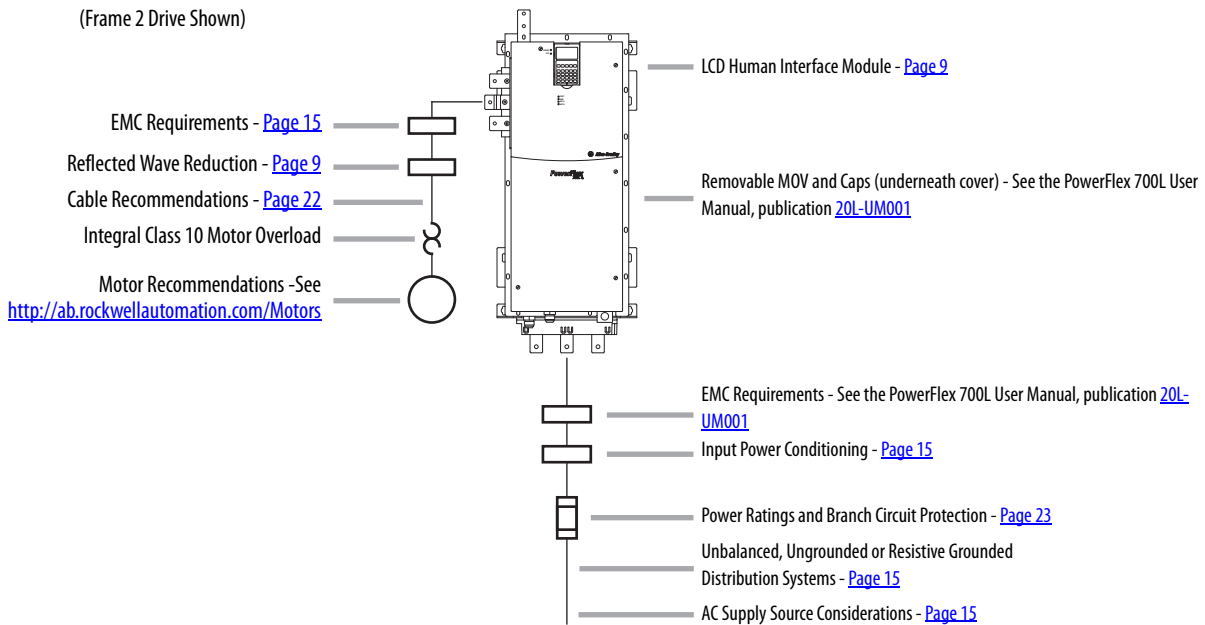 (Frame 2 Drive Shown)
LCD Human Interface Module - Page 9
EMC Requirements - Page 15
Reflected Wave Reduction - Page 9
Cable Recommendations - Page 22
Integral Class 10 Motor Overload
Motor Recommendations -See
http://ab.rockwellautomation.com/Motors
Allen-Bradley
PowerFlex
Removable MOV and Caps (underneath cover) - See the PowerFlex 700L User
Manual, publication 20L-UM001
EMC Requirements - See the PowerFlex 700L User Manual, publication 20L-
UM001
Input Power Conditioning - Page 15
Power Ratings and Branch Circuit Protection - Page 23
Unbalanced, Ungrounded or Resistive Grounded
Distribution Systems - Page 15
AC Supply Source Considerations - Page 15